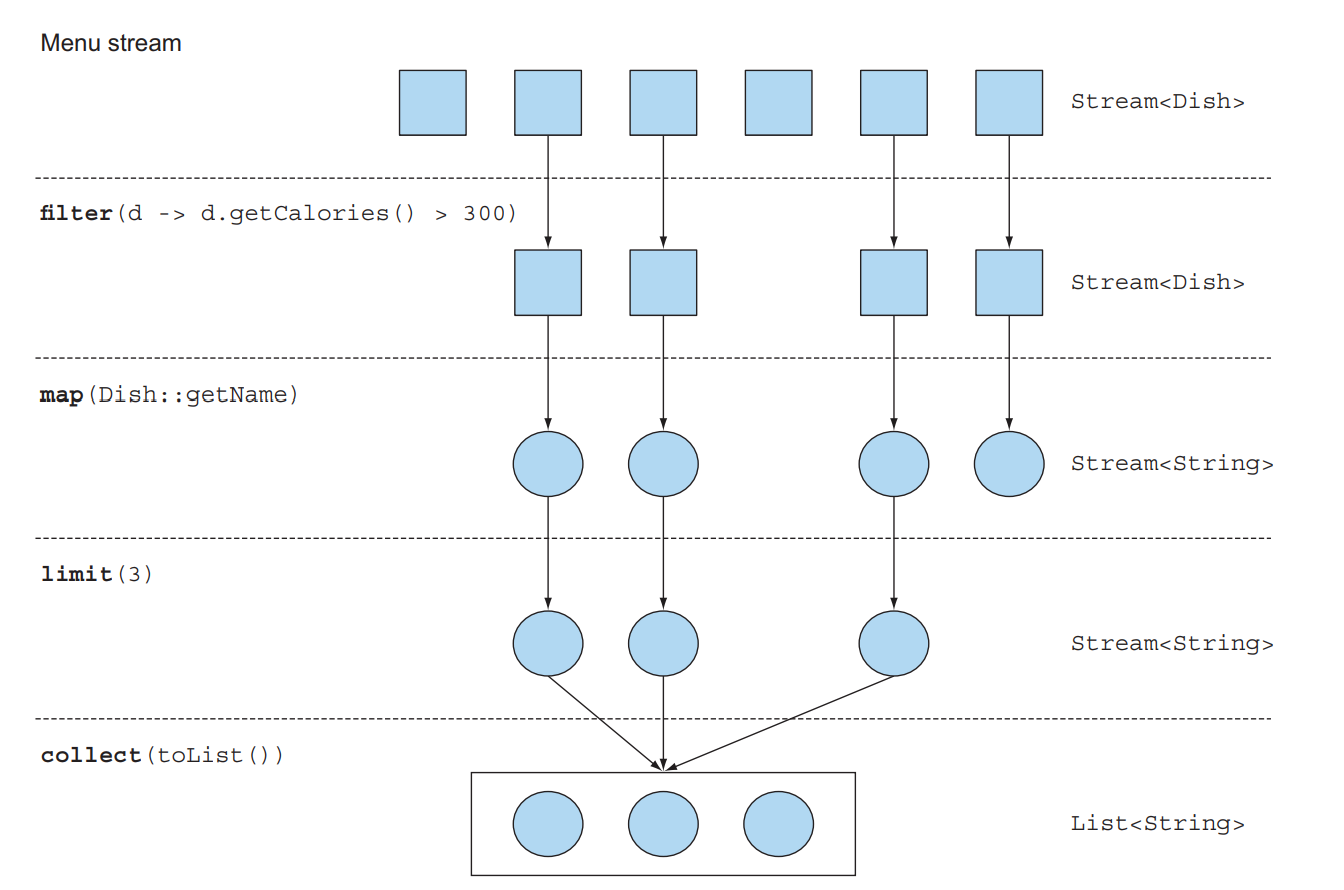 Menu stream
Stream<Dish>
filter(d -> d.getCalories() > 300)
Stream<Dish>
map(Dish::getName)
Stream<String>
limit(3)
Stream<String>
collect(toList())
List<String>